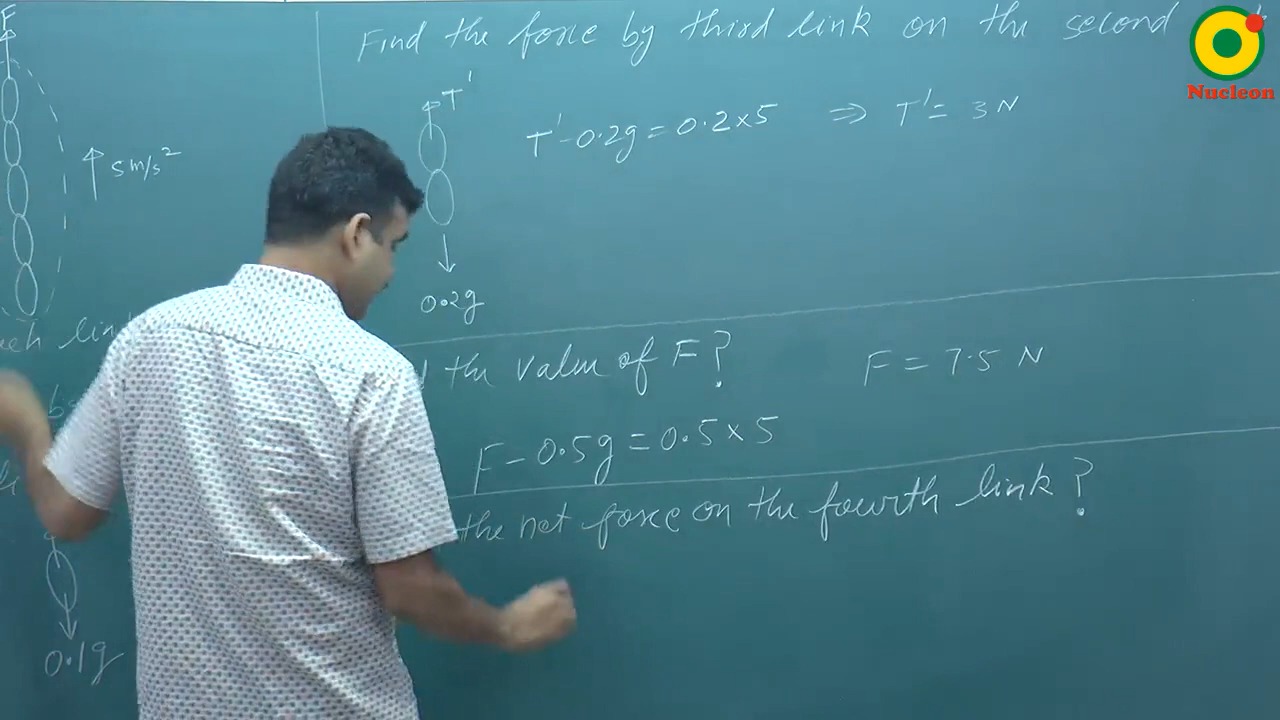 F
Find the force by third link on the second
Nucleon
T'
T' - 0.2g = 0.2×5 ⇒ T' = 3 N
5 m/s²
0.2g
the value of F? F = 7.5 N
F - 0.5g = 0.5×5
the net force on the fourth link?
0.1g